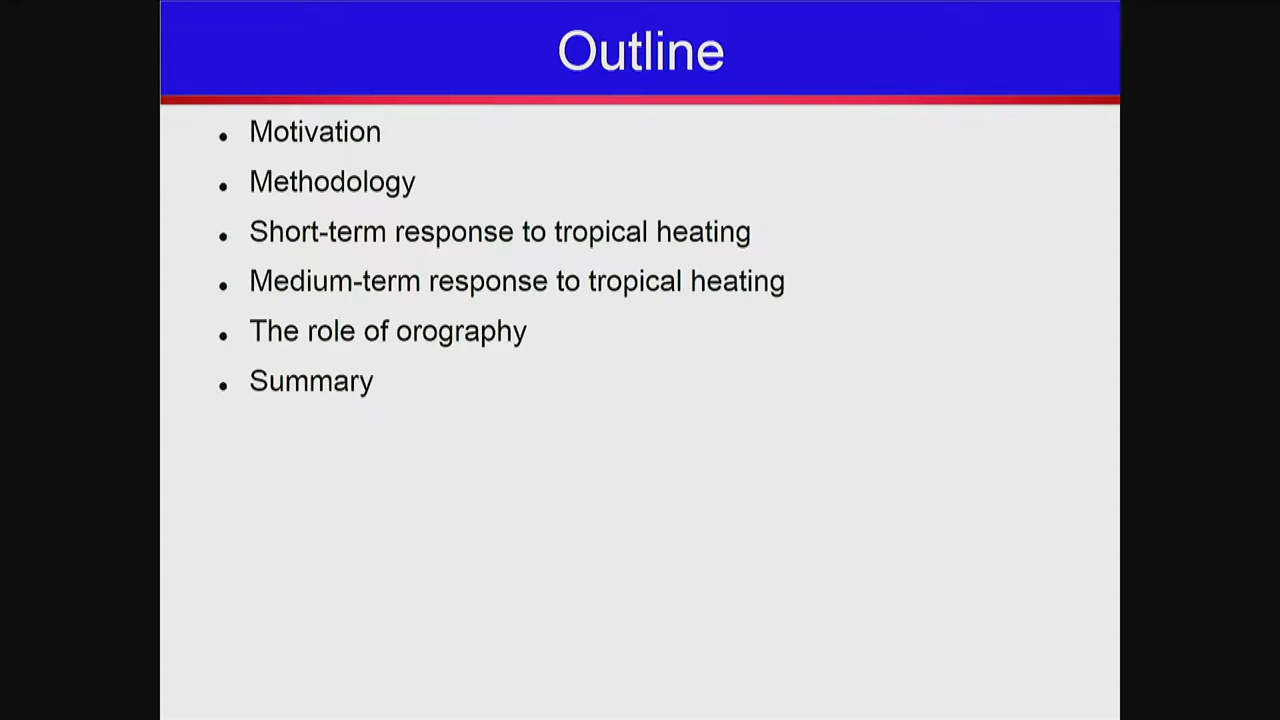 Outline
• Motivation
• Methodology
• Short-term response to tropical heating
• Medium-term response to tropical heating
• The role of orography
• Summary